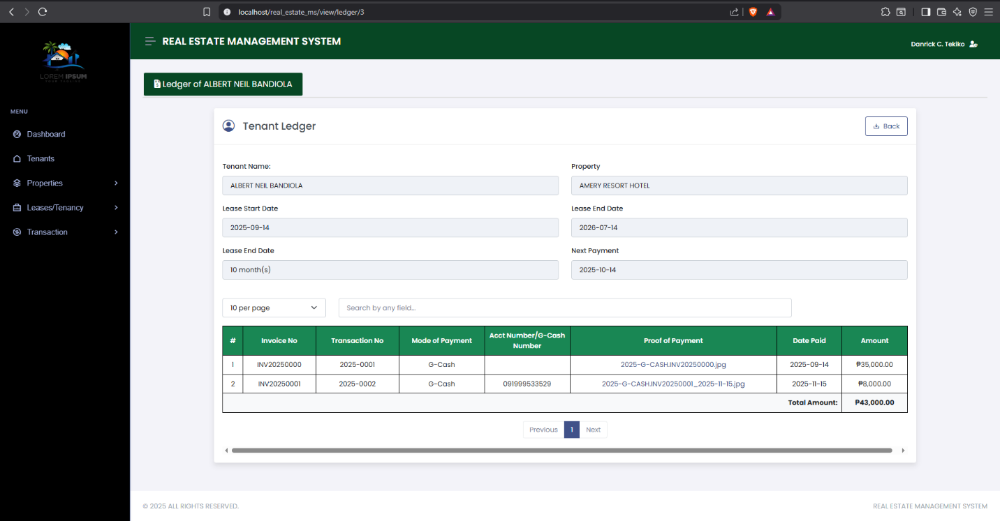 localhost/real_estate_ms/view/ledger/3
LOREM IPSUM
YOUR TAGLINE
REAL ESTATE MANAGEMENT SYSTEM
Danrick C. Tekiko
Ledger of ALBERT NEIL BANDIOLA
MENU
Dashboard
Tenants
Properties
Leases/Tenancy
Transaction
Tenant Ledger
Back
Tenant Name:
Property
ALBERT NEIL BANDIOLA
AMERY RESORT HOTEL
Lease Start Date
Lease End Date
2025-09-14
2026-07-14
Lease End Date
Next Payment
10 month(s)
2025-10-14
10 per page
Search by any field...
# Invoice No Transaction No Mode of Payment Acct Number/G-Cash Number Proof of Payment Date Paid Amount
1 INV20250000 2025-0001 G-Cash 2025-G-CASH.INV20250000.jpg 2025-09-14 ₱35,000.00
2 INV20250001 2025-0002 G-Cash 091999533529 2025-G-CASH.INV20250001_2025-11-15.jpg 2025-11-15 ₱8,000.00
Total Amount: ₱43,000.00
Previous 1 Next
© 2025 ALL RIGHTS RESERVED.
REAL ESTATE MANAGEMENT SYSTEM